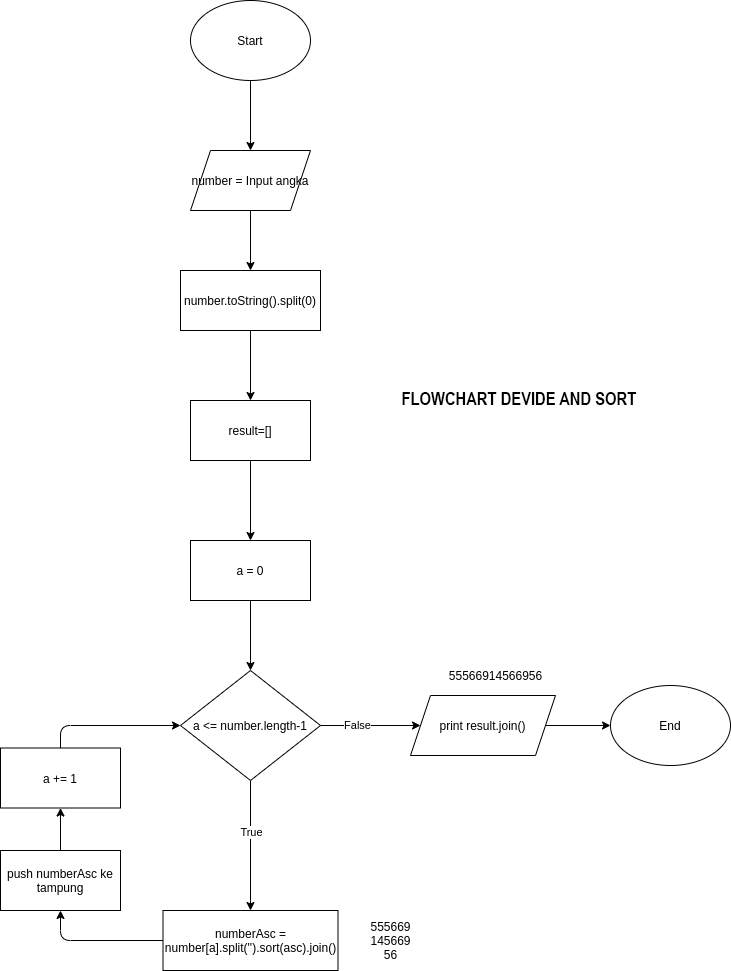 Start
number = Input angka
number.toString().split(0)
FLOWCHART DEVIDE AND SORT
result=[]
a = 0
55566914566956
a <= number.length-1
False
print result.join()
End
a += 1
True
push numberAsc ke
tampung
numberAsc =
number[a].split('').sort(asc).join()
555669
145669
56